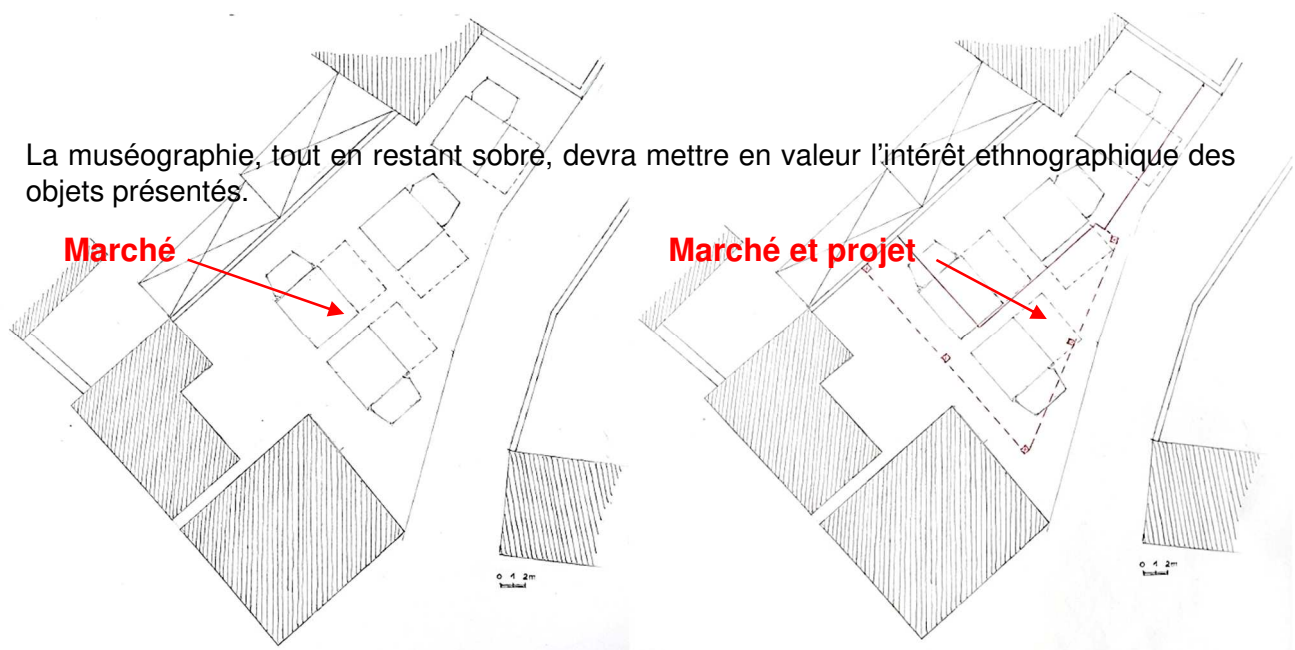 La muséographie, tout en restant sobre, devra mettre en valeur l’intérêt ethnographique des
objets présentés.
Marché
Marché et projet
0 1 2m
0 1 2m